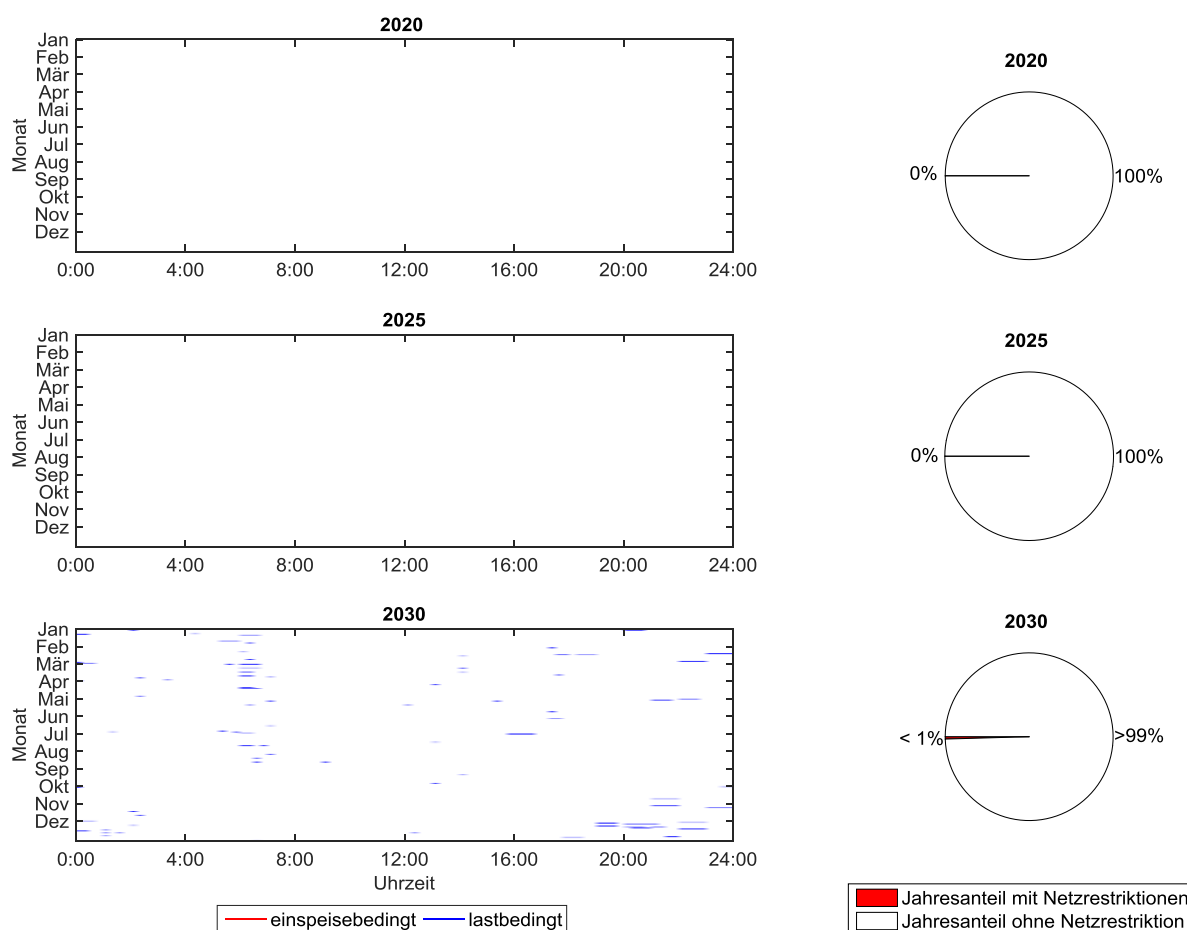 2020
Jan
Feb
Mär
Apr
Mai
Jun
Jul
Aug
Sep
Okt
Nov
Dez
Monat
0:00 4:00 8:00 12:00 16:00 20:00 24:00
2020
0% 100%
2025
Jan
Feb
Mär
Apr
Mai
Jun
Jul
Aug
Sep
Okt
Nov
Dez
Monat
0:00 4:00 8:00 12:00 16:00 20:00 24:00
2025
0% 100%
2030
Jan
Feb
Mär
Apr
Mai
Jun
Jul
Aug
Sep
Okt
Nov
Dez
Monat
0:00 4:00 8:00 12:00 16:00 20:00 24:00
Uhrzeit
einspeisebedingt lastbedingt
2030
< 1% >99%
Jahresanteil mit Netzrestriktionen
Jahresanteil ohne Netzrestriktion